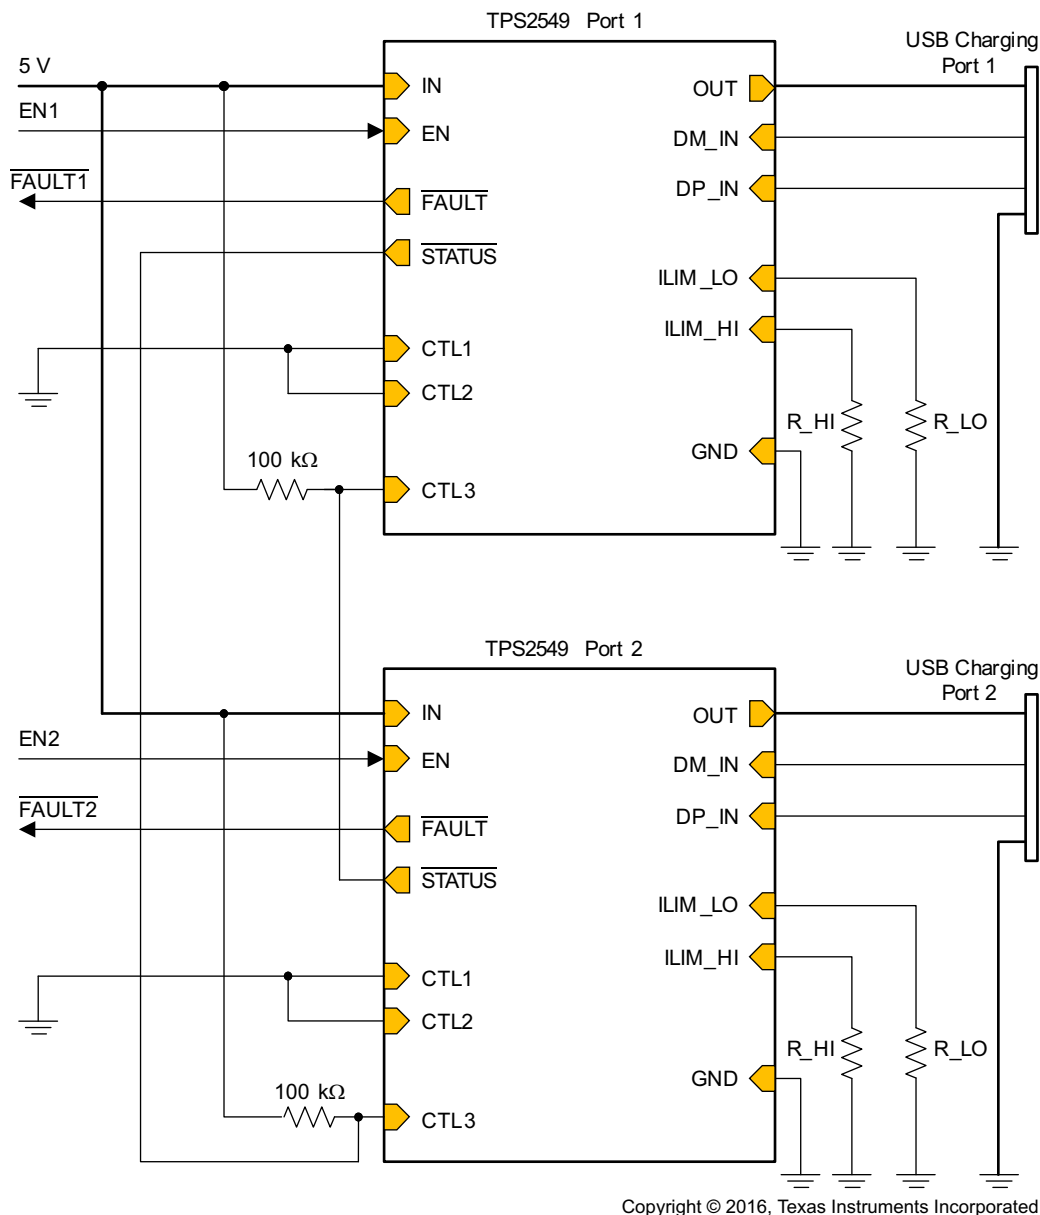 TPS2549 Port 1
USB Charging
Port 1
5 V
IN
OUT
EN1
EN
DM_IN
FAULT1
FAULT
DP_IN
STATUS
ILIM_LO
ILIM_HI
CTL1
CTL2
R_HI
R_LO
GND
100 kΩ
CTL3
TPS2549 Port 2
USB Charging
Port 2
IN
OUT
EN2
EN
DM_IN
FAULT2
FAULT
DP_IN
STATUS
ILIM_LO
ILIM_HI
CTL1
CTL2
R_HI
R_LO
GND
100 kΩ
CTL3
Copyright © 2016, Texas Instruments Incorporated